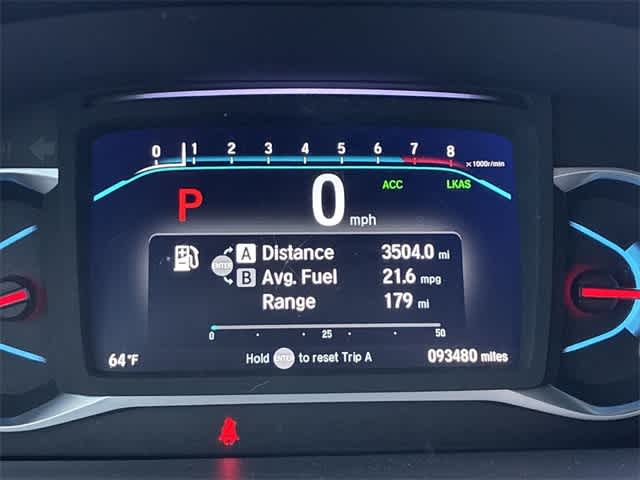 0 1 2 3 4 5 6 7 8 ×1000r/min
P 0 mph ACC LKAS
A Distance 3504.0 mi
ENTER
B Avg. Fuel 21.6 mpg
Range 179 mi
0 25 50
64°F Hold ENTER to reset Trip A 093480 miles